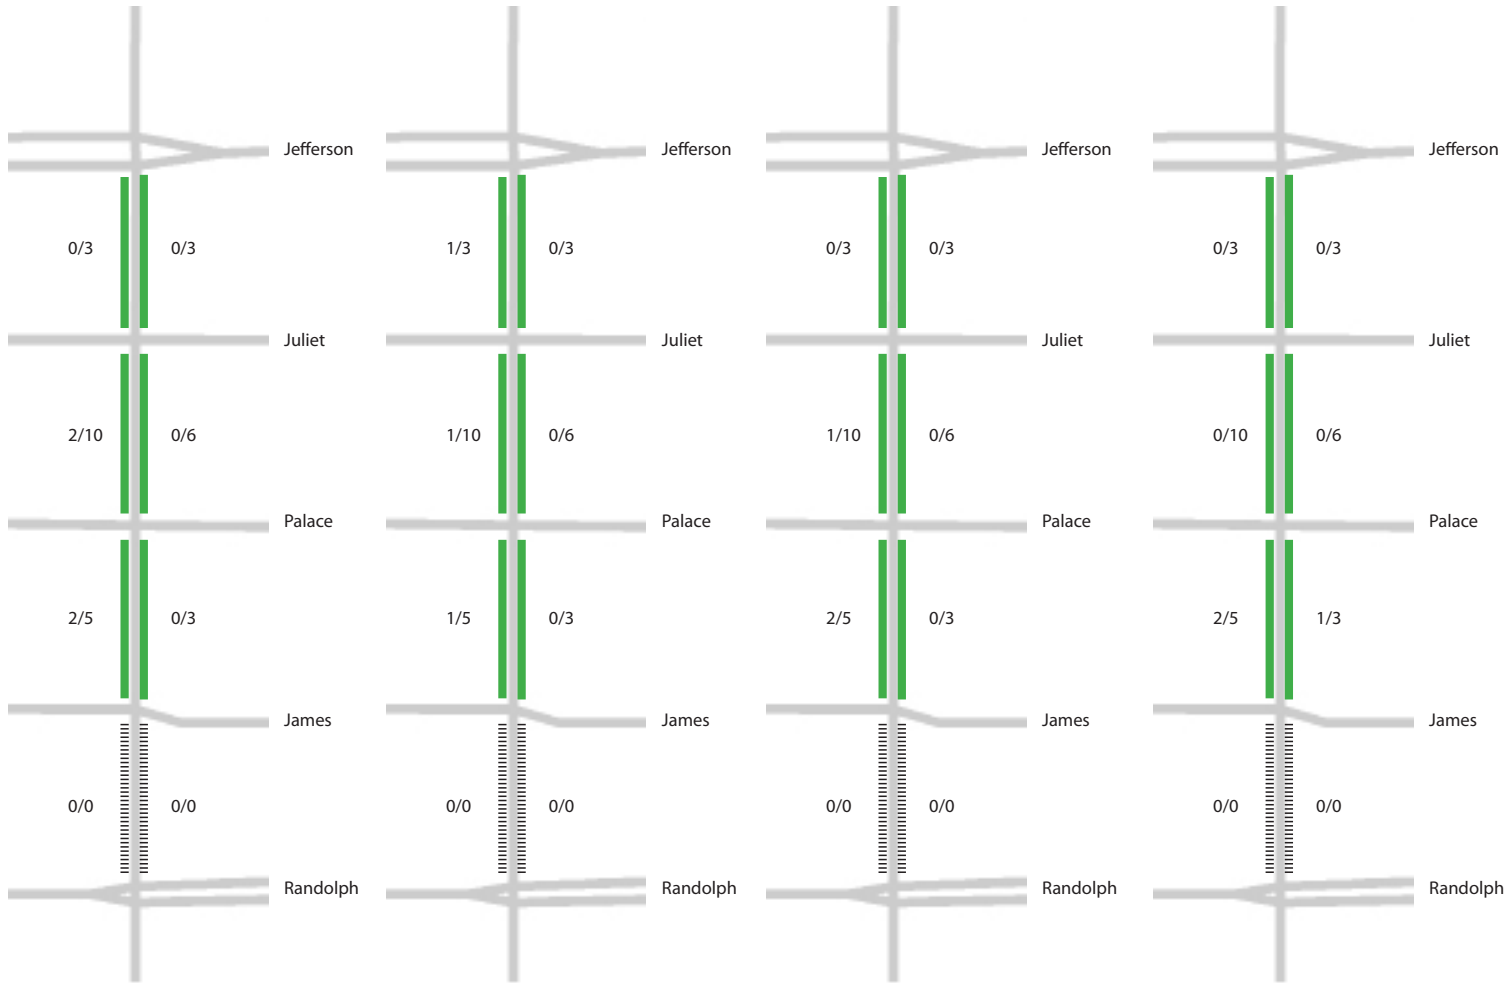 Jefferson Jefferson Jefferson Jefferson
0/3 0/3 1/3 0/3 0/3 0/3 0/3 0/3
Juliet Juliet Juliet Juliet
2/10 0/6 1/10 0/6 1/10 0/6 0/10 0/6
Palace Palace Palace Palace
2/5 0/3 1/5 0/3 2/5 0/3 2/5 1/3
James James James James
0/0 0/0 0/0 0/0 0/0 0/0 0/0 0/0
Randolph Randolph Randolph Randolph